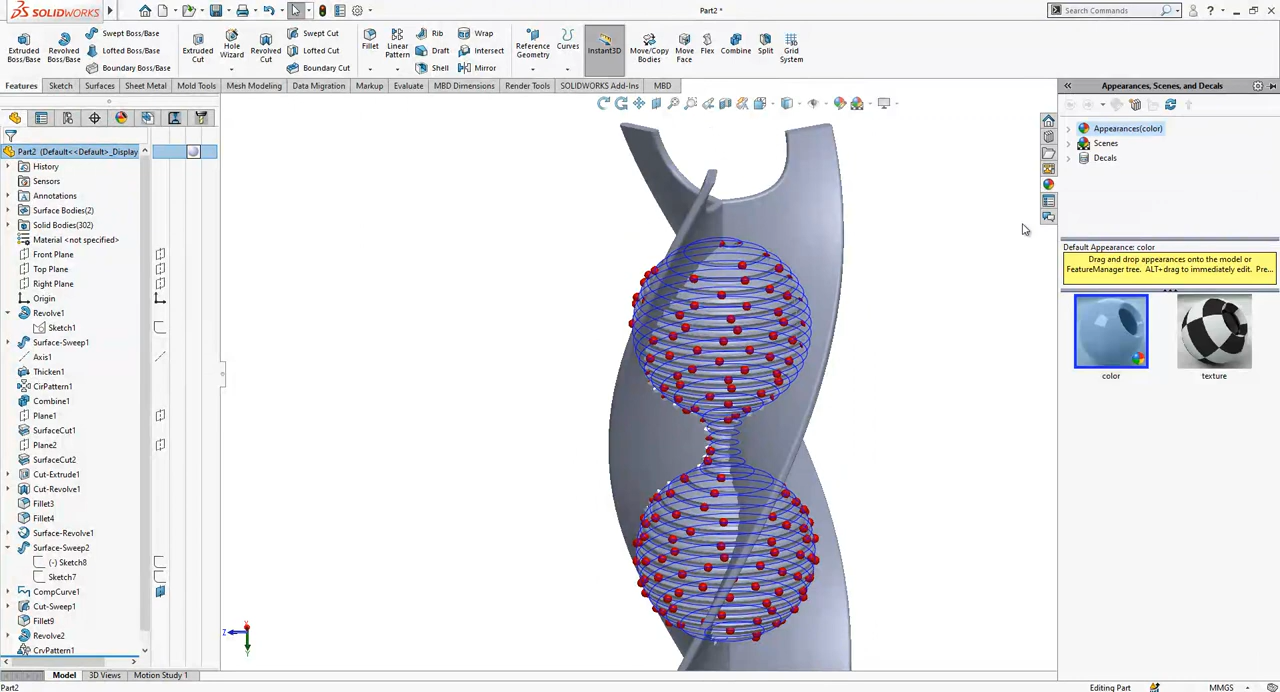 SOLIDWORKS
Part2 *
Search Commands
Extruded Boss/Base
Revolved Boss/Base
Swept Boss/Base
Lofted Boss/Base
Boundary Boss/Base
Extruded Cut
Hole Wizard
Revolved Cut
Swept Cut
Lofted Cut
Boundary Cut
Fillet
Linear Pattern
Rib
Draft
Shell
Wrap
Intersect
Mirror
Reference Geometry
Curves
Instant3D
Move/Copy Bodies
Move Face
Flex
Combine
Split
Grid System
Features
Sketch
Surfaces
Sheet Metal
Mold Tools
Mesh Modeling
Data Migration
Markup
Evaluate
MBD Dimensions
Render Tools
SOLIDWORKS Add-Ins
MBD
Part2 (Default<<Default>_Display
History
Sensors
Annotations
Surface Bodies(2)
Solid Bodies(302)
Material <not specified>
Front Plane
Top Plane
Right Plane
Origin
Revolve1
Sketch1
Surface-Sweep1
Axis1
Thicken1
CirPattern1
Combine1
Plane1
SurfaceCut1
Plane2
SurfaceCut2
Cut-Extrude1
Cut-Revolve1
Fillet3
Fillet4
Surface-Revolve1
Surface-Sweep2
(-) Sketch8
Sketch7
CompCurve1
Cut-Sweep1
Fillet9
Revolve2
CrvPattern1
Z
Y
Appearances, Scenes, and Decals
Appearances(color)
Scenes
Decals
Default Appearance: color
Drag and drop appearances onto the model or
FeatureManager tree. ALT+drag to immediately edit. Pre...
color
texture
Model
3D Views
Motion Study 1
Part2
Editing Part
MMGS